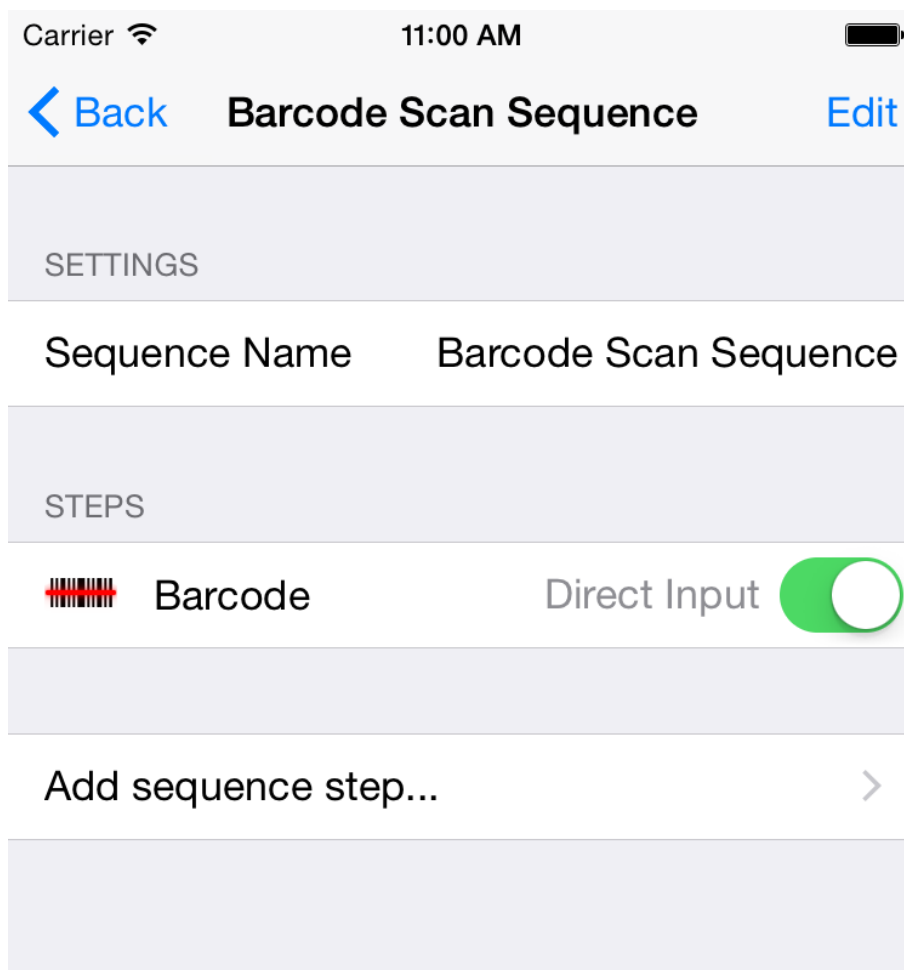 Carrier 11:00 AM
Back Barcode Scan Sequence Edit
SETTINGS
Sequence Name Barcode Scan Sequence
STEPS
Barcode Direct Input
Add sequence step...